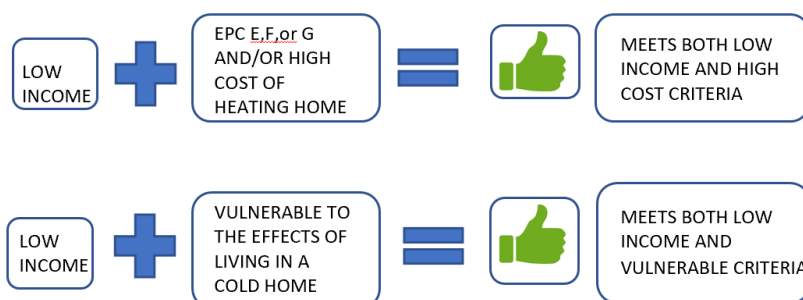 LOW
INCOME
EPC E,F,or G
AND/OR HIGH
COST OF
HEATING HOME
MEETS BOTH LOW
INCOME AND HIGH
COST CRITERIA
LOW
INCOME
VULNERABLE TO
THE EFFECTS OF
LIVING IN A
COLD HOME
MEETS BOTH LOW
INCOME AND
VULNERABLE CRITERIA